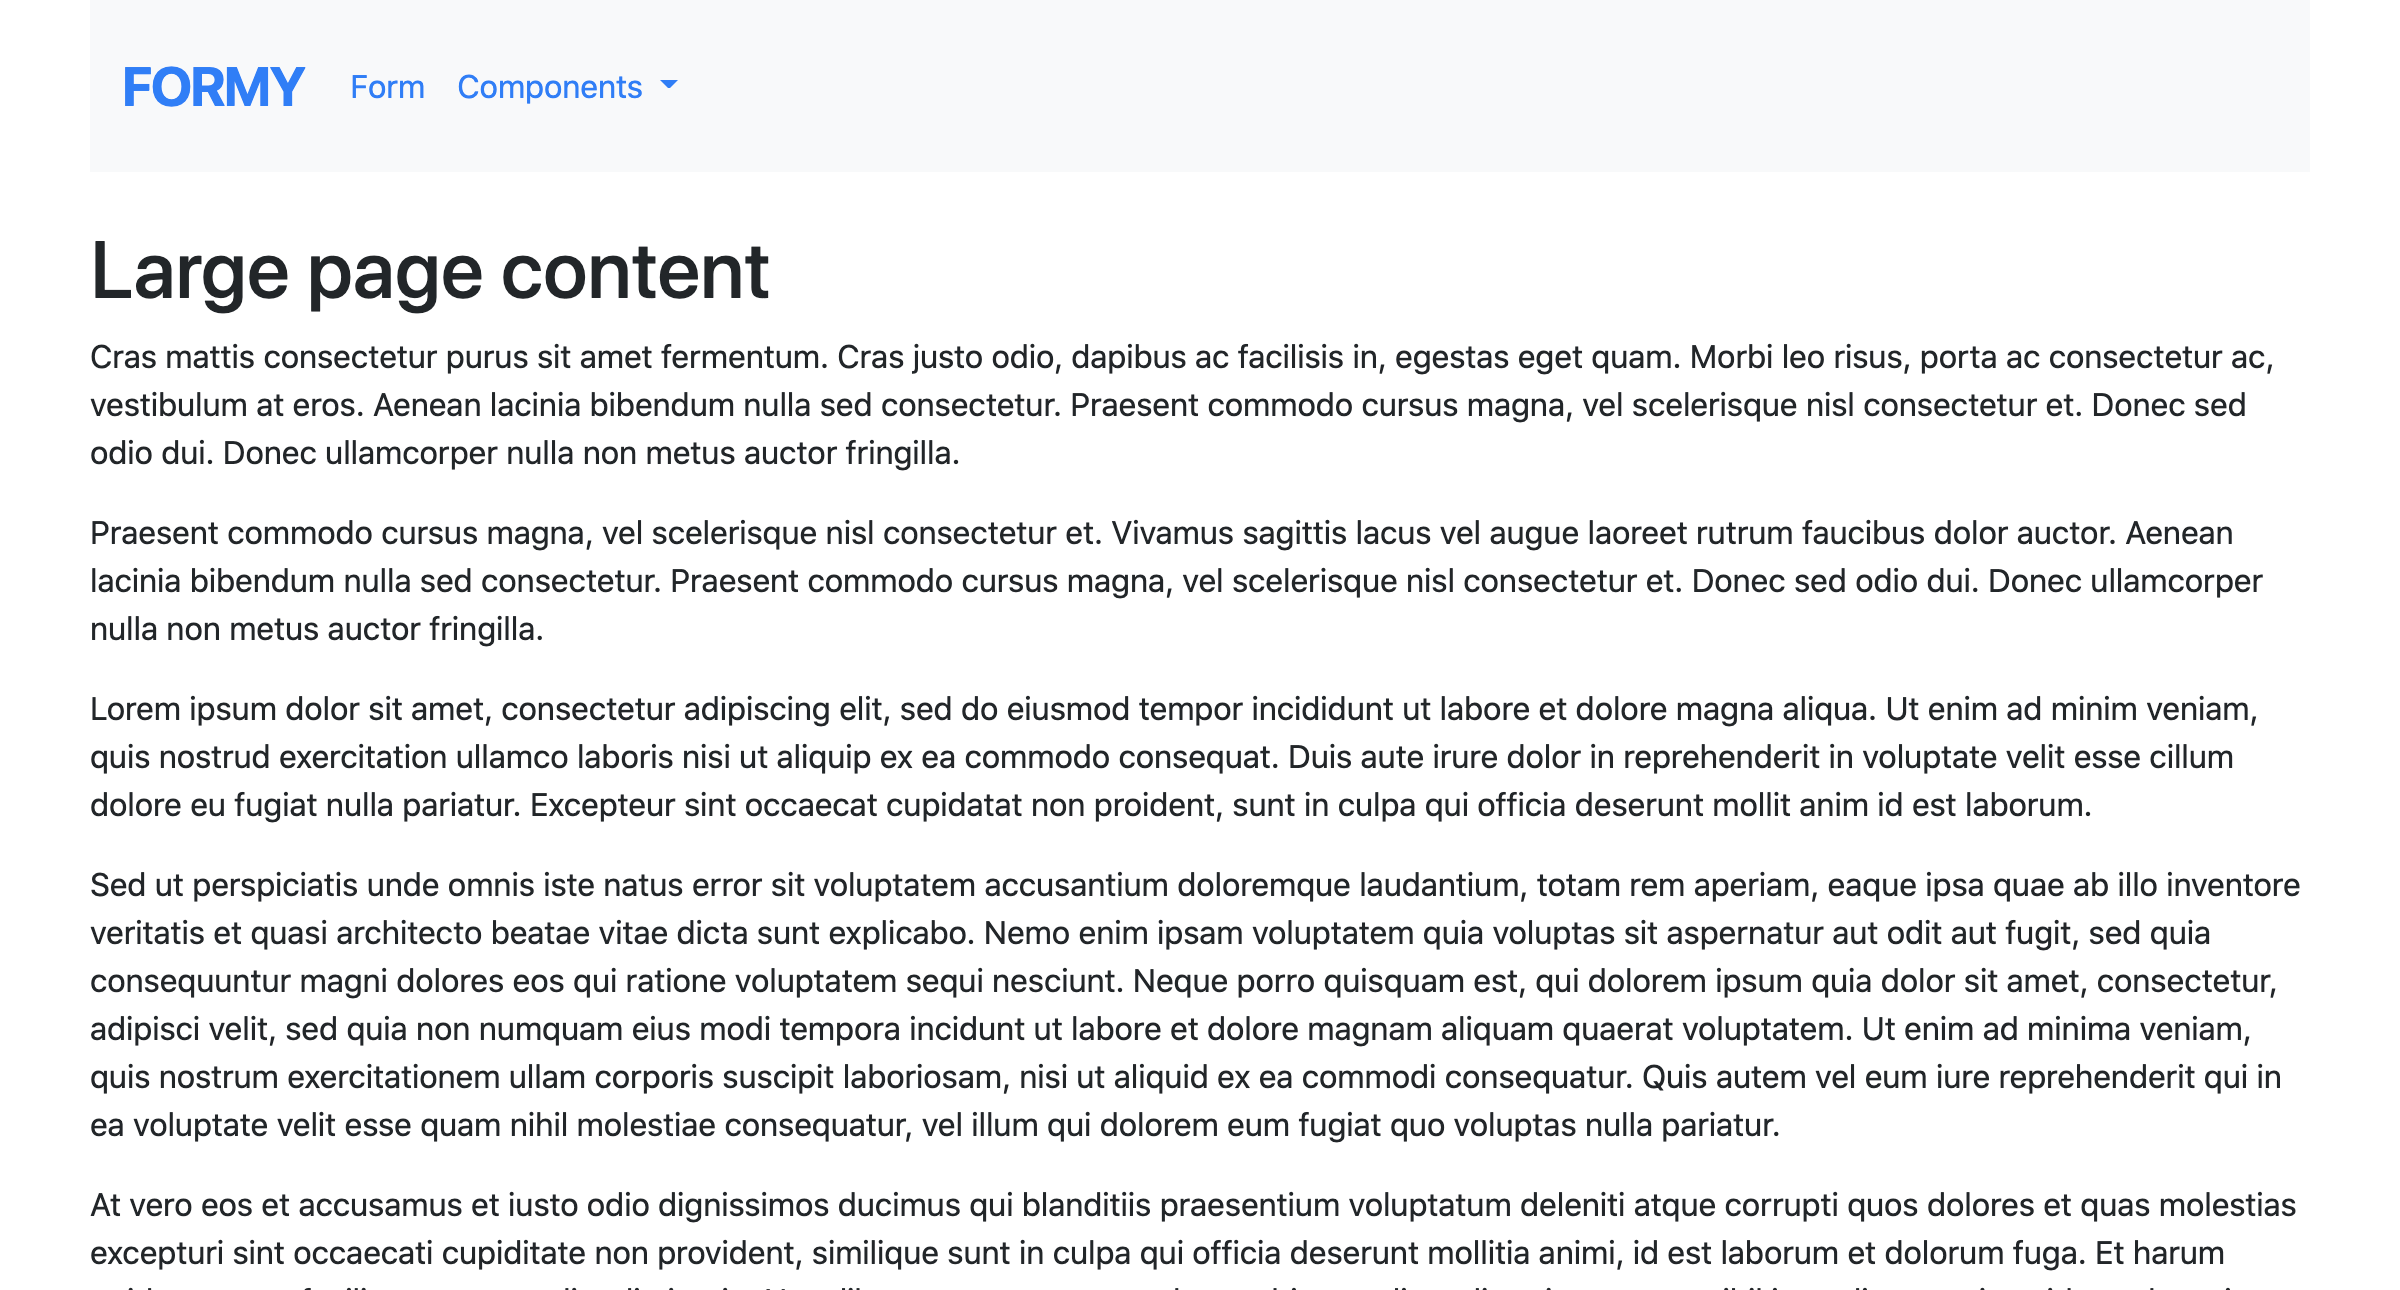 FORMY Form Components
Large page content
Cras mattis consectetur purus sit amet fermentum. Cras justo odio, dapibus ac facilisis in, egestas eget quam. Morbi leo risus, porta ac consectetur ac,
vestibulum at eros. Aenean lacinia bibendum nulla sed consectetur. Praesent commodo cursus magna, vel scelerisque nisl consectetur et. Donec sed
odio dui. Donec ullamcorper nulla non metus auctor fringilla.
Praesent commodo cursus magna, vel scelerisque nisl consectetur et. Vivamus sagittis lacus vel augue laoreet rutrum faucibus dolor auctor. Aenean
lacinia bibendum nulla sed consectetur. Praesent commodo cursus magna, vel scelerisque nisl consectetur et. Donec sed odio dui. Donec ullamcorper
nulla non metus auctor fringilla.
Lorem ipsum dolor sit amet, consectetur adipiscing elit, sed do eiusmod tempor incididunt ut labore et dolore magna aliqua. Ut enim ad minim veniam,
quis nostrud exercitation ullamco laboris nisi ut aliquip ex ea commodo consequat. Duis aute irure dolor in reprehenderit in voluptate velit esse cillum
dolore eu fugiat nulla pariatur. Excepteur sint occaecat cupidatat non proident, sunt in culpa qui officia deserunt mollit anim id est laborum.
Sed ut perspiciatis unde omnis iste natus error sit voluptatem accusantium doloremque laudantium, totam rem aperiam, eaque ipsa quae ab illo inventore
veritatis et quasi architecto beatae vitae dicta sunt explicabo. Nemo enim ipsam voluptatem quia voluptas sit aspernatur aut odit aut fugit, sed quia
consequuntur magni dolores eos qui ratione voluptatem sequi nesciunt. Neque porro quisquam est, qui dolorem ipsum quia dolor sit amet, consectetur,
adipisci velit, sed quia non numquam eius modi tempora incidunt ut labore et dolore magnam aliquam quaerat voluptatem. Ut enim ad minima veniam,
quis nostrum exercitationem ullam corporis suscipit laboriosam, nisi ut aliquid ex ea commodi consequatur. Quis autem vel eum iure reprehenderit qui in
ea voluptate velit esse quam nihil molestiae consequatur, vel illum qui dolorem eum fugiat quo voluptas nulla pariatur.
At vero eos et accusamus et iusto odio dignissimos ducimus qui blanditiis praesentium voluptatum deleniti atque corrupti quos dolores et quas molestias
excepturi sint occaecati cupiditate non provident, similique sunt in culpa qui officia deserunt mollitia animi, id est laborum et dolorum fuga. Et harum